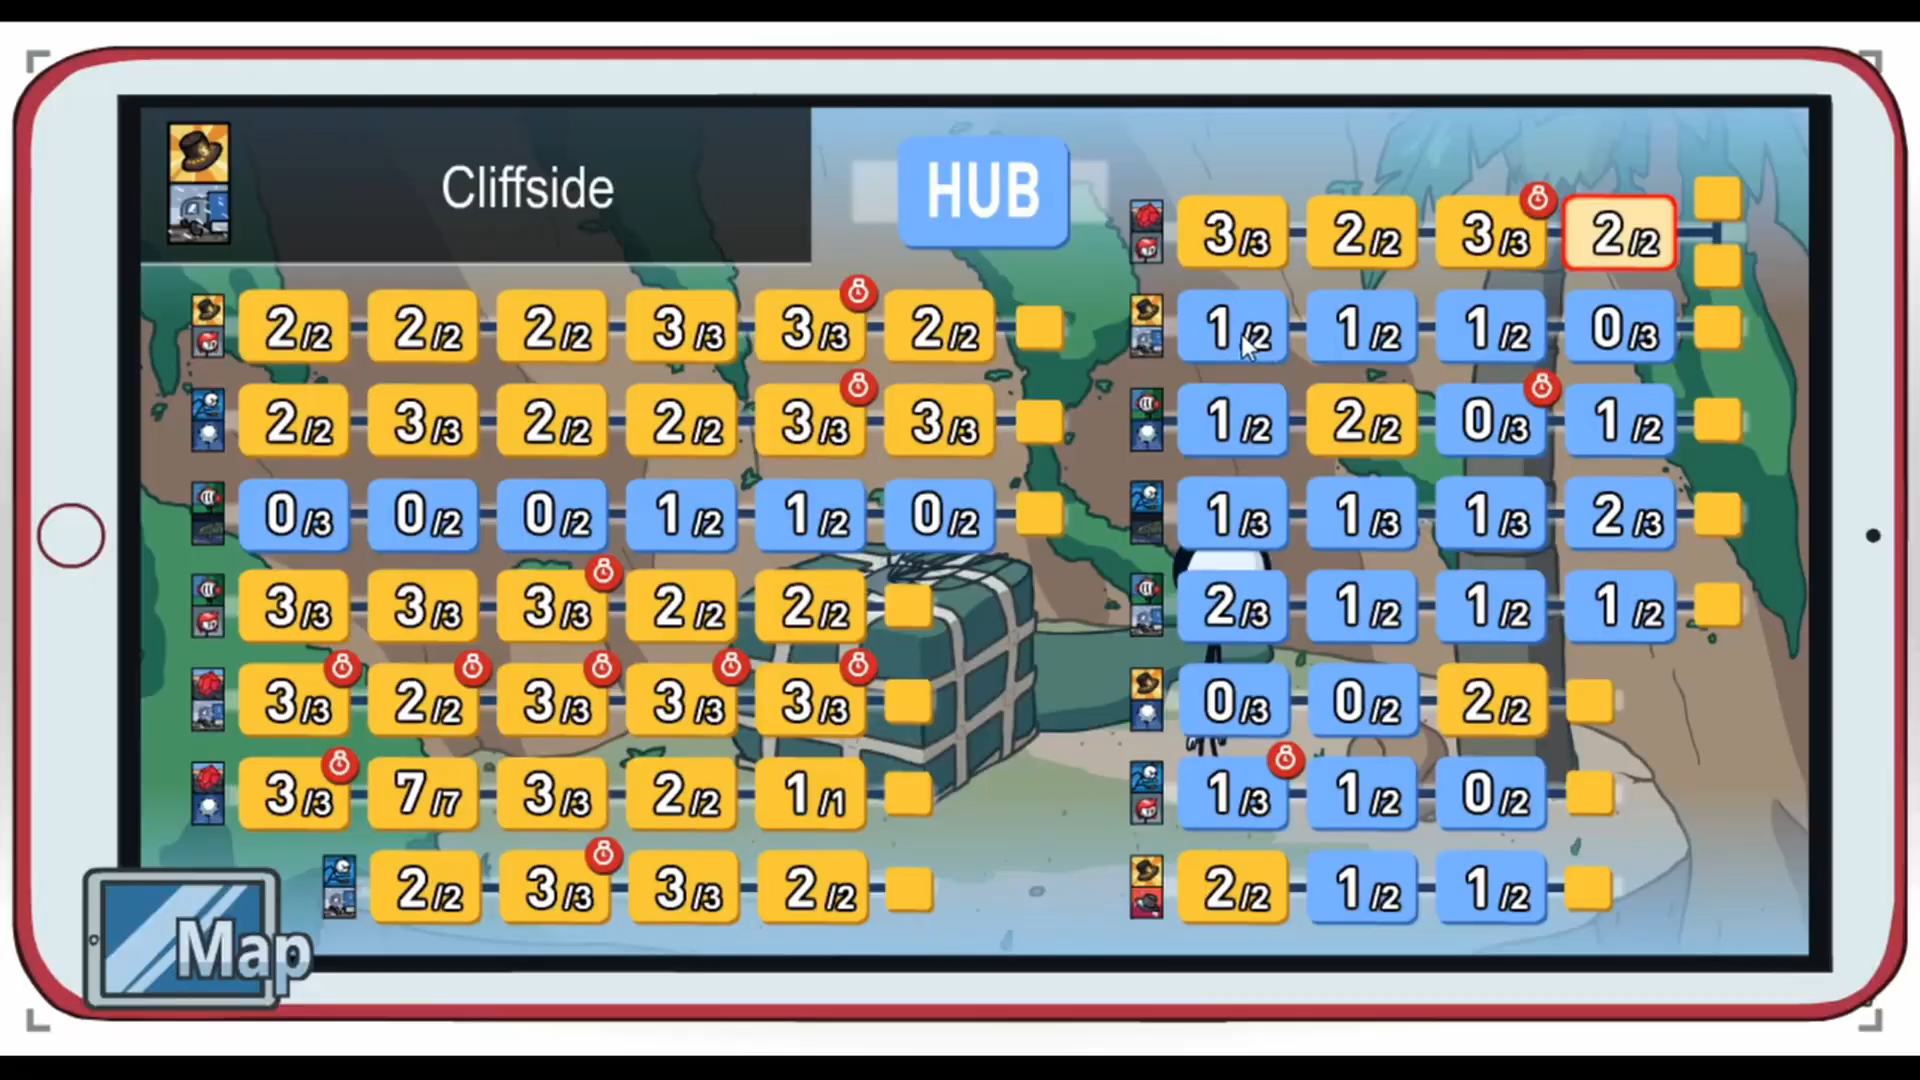 Cliffside
HUB
2/2 2/2 2/2 3/3 3/3 2/2
2/2 3/3 2/2 2/2 3/3 3/3
0/3 0/2 0/2 1/2 1/2 0/2
3/3 3/3 3/3 2/2 2/2
3/3 2/2 3/3 3/3 3/3
3/3 7/7 3/3 2/2 1/1
2/2 3/3 3/3 2/2
Map
3/3 2/2 3/3 2/2
1/2 1/2 1/2 0/3
1/2 2/2 0/3 1/2
1/3 1/3 1/3 2/3
2/3 1/2 1/2 1/2
0/3 0/2 2/2
1/3 1/2 0/2
2/2 1/2 1/2